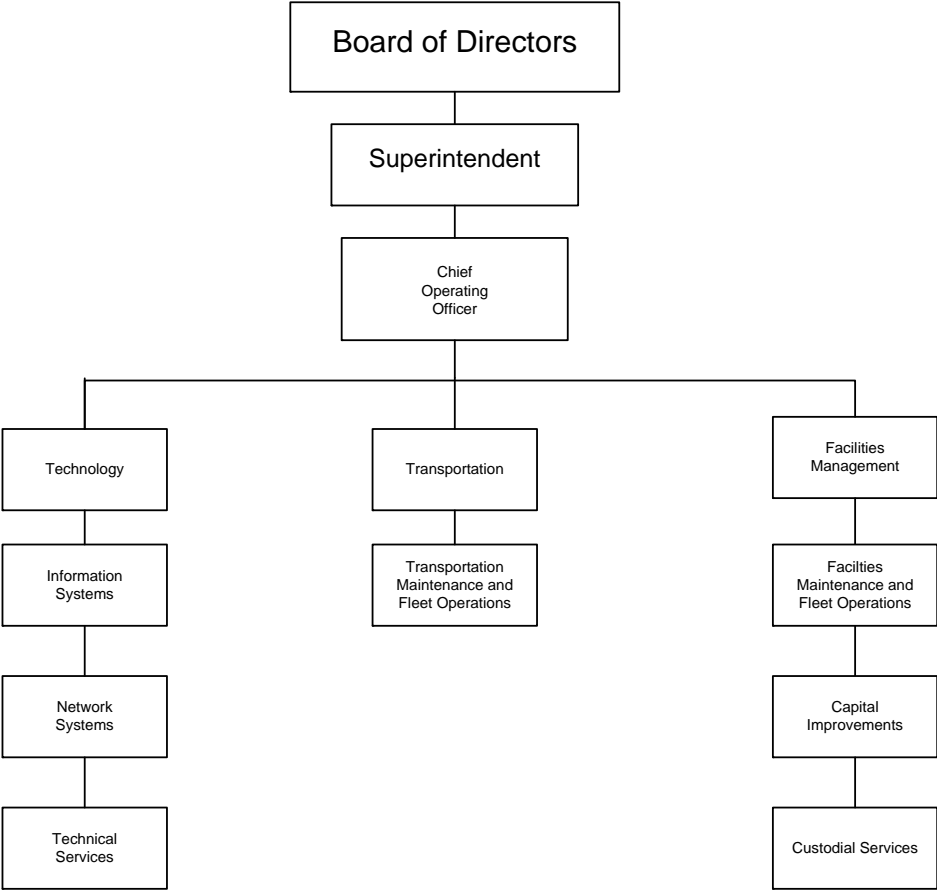 Board of Directors
Superintendent
Chief
Operating
Officer
Technology
Transportation
Facilities
Management
Information
Systems
Transportation
Maintenance and
Fleet Operations
Facilties
Maintenance and
Fleet Operations
Network
Systems
Capital
Improvements
Technical
Services
Custodial Services